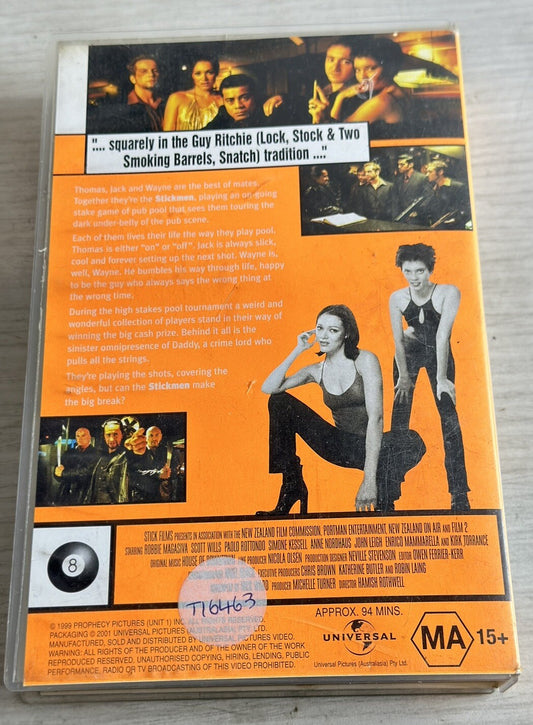 ".... squarely in the Guy Ritchie (Lock, Stock & Two
Smoking Barrels, Snatch) tradition ...."
Thomas, Jack and Wayne are the best of mates.
Together they're the Stickmen, playing an on-going
stake game of pub pool that sees them touring the
dark under-belly of the pub scene.
Each of them lives their life the way they play pool.
Thomas is either "on" or "off". Jack is always slick,
cool and forever setting up the next shot. Wayne is,
well, Wayne. He bumbles his way through life, happy
to be the guy who always says the wrong thing at
the wrong time.
During the high stakes pool tournament a weird and
wonderful collection of players stand in their way of
winning the big cash prize. Behind it all is the
sinister omnipresence of Daddy, a crime lord who
pulls all the strings.
They're playing the shots, covering the
angles, but can the Stickmen make
the big break?
STICK FILMS PRESENTS IN ASSOCIATION WITH THE NEW ZEALAND FILM COMMISSION, PORTMAN ENTERTAINMENT, NEW ZEALAND ON AIR AND FILM 2
STARRING ROBBIE MAGASIVA SCOTT WILLS PAOLO ROTONDO SIMONE KESSELL ANNE NORDHAUS JOHN LEIGH ENRICO MAMMARELLA AND KIRK TORRANCE
ORIGINAL MUSIC HOUSE OF LINE PRODUCER NICOLA OLSEN PRODUCTION DESIGNER NEVILLE STEVENSON EDITOR OWEN FERRIER-KERR
EXECUTIVE PRODUCERS CHRIS BROWN KATHERINE BUTLER AND ROBIN LAING
PRODUCER MICHELLE TURNER DIRECTOR HAMISH ROTHWELL
8
T16463
APPROX. 94 MINS.
© 1999 PROPHECY PICTURES (UNIT 1) INC. ALL RIGHTS RESERVED.
PACKAGING © 2001 UNIVERSAL PICTURES (AUSTRALASIA) PTY. LTD.
MANUFACTURED, SOLD AND DISTRIBUTED BY UNIVERSAL PICTURES VIDEO.
WARNING: ALL RIGHTS OF THE PRODUCER AND OF THE OWNER OF THE WORK
REPRODUCED RESERVED. UNAUTHORISED COPYING, HIRING, LENDING, PUBLIC
PERFORMANCE, RADIO OR TV BROADCASTING OF THIS VIDEO PROHIBITED.
UNIVERSAL
Universal Pictures (Australasia) Pty Ltd.
MA 15+